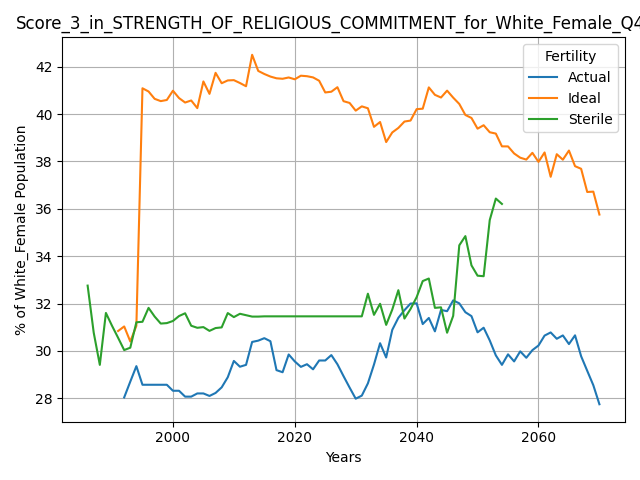 Score_3_in_STRENGTH_OF_RELIGIOUS_COMMITMENT_for_White_Female_Q4
Fertility
Actual
Ideal
Sterile
% of White_Female Population
42
40
38
36
34
32
30
28
2000
2020
2040
2060
Years